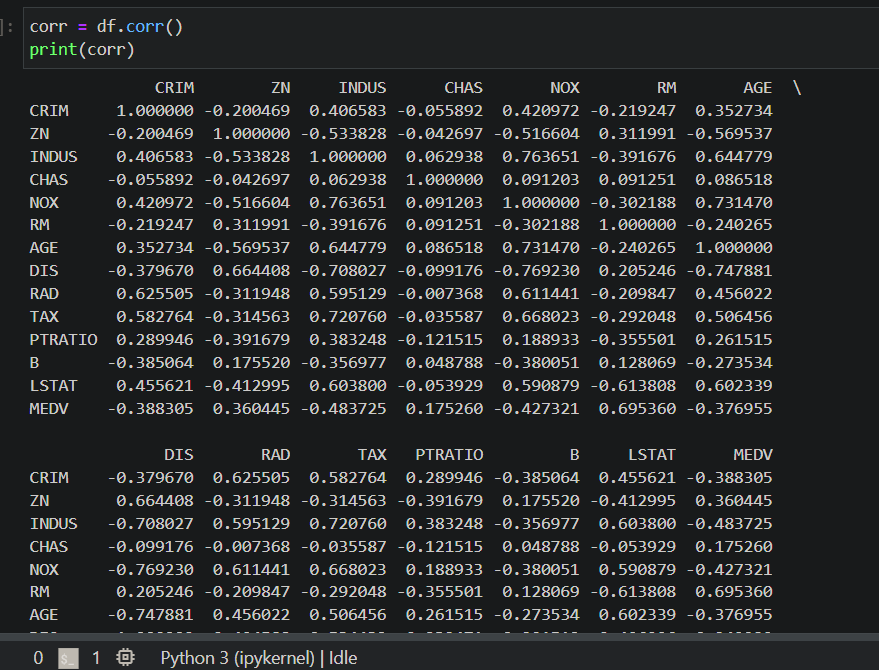 ]:
corr = df.corr()
print(corr)
CRIM ZN INDUS CHAS NOX RM AGE \
CRIM 1.000000 -0.200469 0.406583 -0.055892 0.420972 -0.219247 0.352734
ZN -0.200469 1.000000 -0.533828 -0.042697 -0.516604 0.311991 -0.569537
INDUS 0.406583 -0.533828 1.000000 0.062938 0.763651 -0.391676 0.644779
CHAS -0.055892 -0.042697 0.062938 1.000000 0.091203 0.091251 0.086518
NOX 0.420972 -0.516604 0.763651 0.091203 1.000000 -0.302188 0.731470
RM -0.219247 0.311991 -0.391676 0.091251 -0.302188 1.000000 -0.240265
AGE 0.352734 -0.569537 0.644779 0.086518 0.731470 -0.240265 1.000000
DIS -0.379670 0.664408 -0.708027 -0.099176 -0.769230 0.205246 -0.747881
RAD 0.625505 -0.311948 0.595129 -0.007368 0.611441 -0.209847 0.456022
TAX 0.582764 -0.314563 0.720760 -0.035587 0.668023 -0.292048 0.506456
PTRATIO 0.289946 -0.391679 0.383248 -0.121515 0.188933 -0.355501 0.261515
B -0.385064 0.175520 -0.356977 0.048788 -0.380051 0.128069 -0.273534
LSTAT 0.455621 -0.412995 0.603800 -0.053929 0.590879 -0.613808 0.602339
MEDV -0.388305 0.360445 -0.483725 0.175260 -0.427321 0.695360 -0.376955
DIS RAD TAX PTRATIO B LSTAT MEDV
CRIM -0.379670 0.625505 0.582764 0.289946 -0.385064 0.455621 -0.388305
ZN 0.664408 -0.311948 -0.314563 -0.391679 0.175520 -0.412995 0.360445
INDUS -0.708027 0.595129 0.720760 0.383248 -0.356977 0.603800 -0.483725
CHAS -0.099176 -0.007368 -0.035587 -0.121515 0.048788 -0.053929 0.175260
NOX -0.769230 0.611441 0.668023 0.188933 -0.380051 0.590879 -0.427321
RM 0.205246 -0.209847 -0.292048 -0.355501 0.128069 -0.613808 0.695360
AGE -0.747881 0.456022 0.506456 0.261515 -0.273534 0.602339 -0.376955
0 $_ 1 Python 3 (ipykernel) | Idle